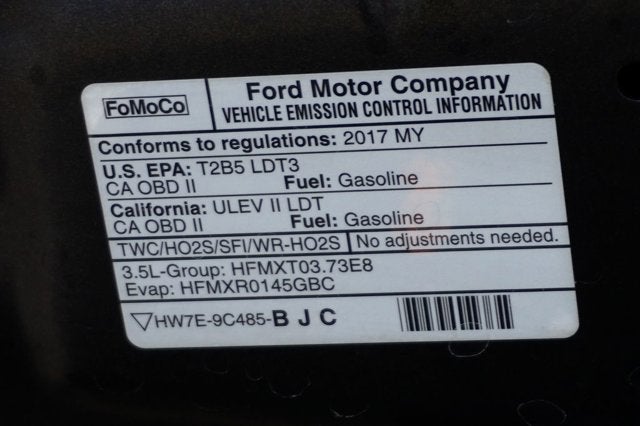 FoMoCo
Ford Motor Company
VEHICLE EMISSION CONTROL INFORMATION
Conforms to regulations: 2017 MY
U.S. EPA: T2B5 LDT3
CA OBD II Fuel: Gasoline
California: ULEV II LDT
CA OBD II Fuel: Gasoline
TWC/HO2S/SFI/WR-HO2S No adjustments needed.
3.5L-Group: HFMXT03.73E8
Evap: HFMXR0145GBC
HW7E-9C485-B J C